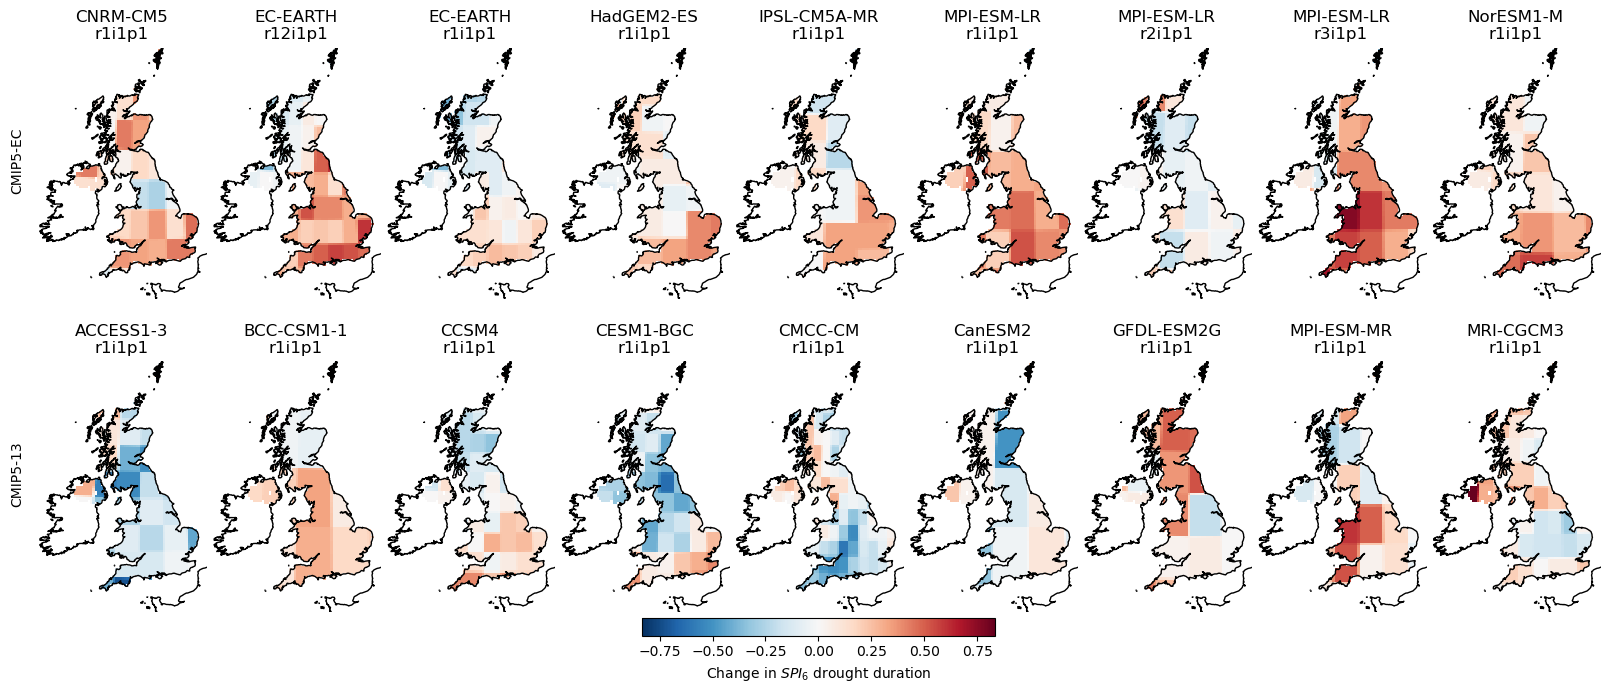 CNRM-CM5 EC-EARTH EC-EARTH HadGEM2-ES IPSL-CM5A-MR MPI-ESM-LR MPI-ESM-LR MPI-ESM-LR NorESM1-M
r1i1p1 r12i1p1 r1i1p1 r1i1p1 r1i1p1 r1i1p1 r2i1p1 r3i1p1 r1i1p1
CMIP5-EC
ACCESS1-3 BCC-CSM1-1 CCSM4 CESM1-BGC CMCC-CM CanESM2 GFDL-ESM2G MPI-ESM-MR MRI-CGCM3
r1i1p1 r1i1p1 r1i1p1 r1i1p1 r1i1p1 r1i1p1 r1i1p1 r1i1p1 r1i1p1
CMIP5-13
−0.75 −0.50 −0.25 0.00 0.25 0.50 0.75
Change in SPI₆ drought duration